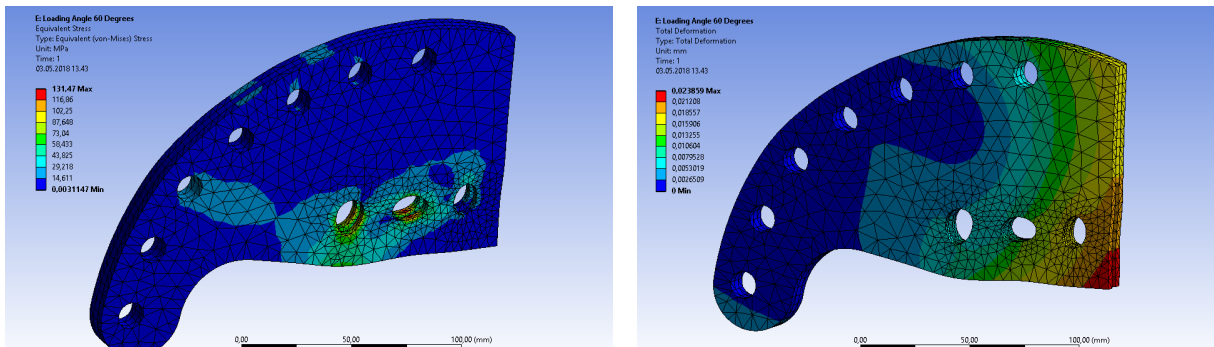 E: Loading Angle 60 Degrees
Equivalent Stress
Type: Equivalent (von-Mises) Stress
Unit: MPa
Time: 1
03.05.2018 13.43
131,47 Max
116,86
102,25
87,648
73,04
58,433
43,825
29,218
14,611
0,0031147 Min
0,00
50,00
100,00 (mm)
E: Loading Angle 60 Degrees
Total Deformation
Type: Total Deformation
Unit: mm
Time: 1
03.05.2018 13.43
0,023859 Max
0,021208
0,018557
0,015906
0,013255
0,010604
0,0079528
0,0053019
0,0026509
0 Min
0,00
50,00
100,00 (mm)